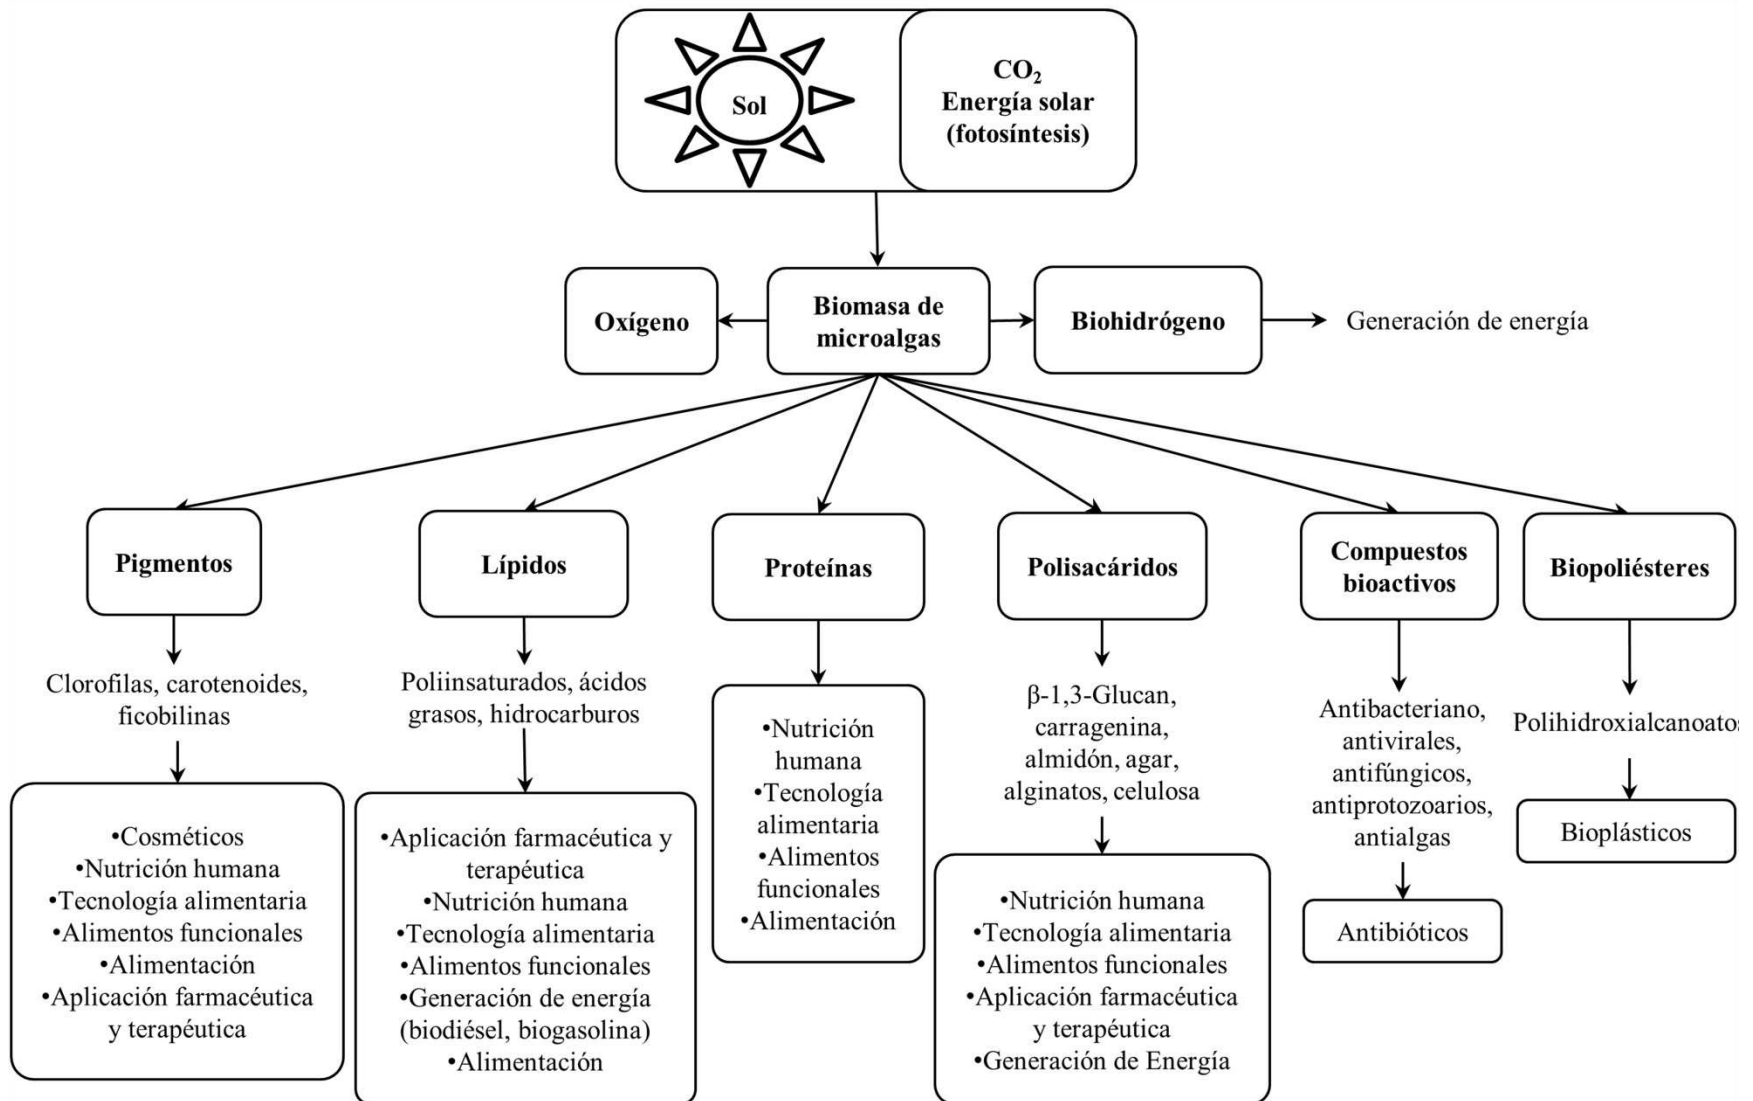 Sol
CO₂
Energía solar
(fotosíntesis)
Oxígeno
Biomasa de
microalgas
Biohidrógeno
Generación de energía
Pigmentos
Lípidos
Proteínas
Polisacáridos
Compuestos
bioactivos
Biopoliésteres
Clorofilas, carotenoides,
ficobilinas
Poliinsaturados, ácidos
grasos, hidrocarburos
β-1,3-Glucan,
carragenina,
almidón, agar,
alginatos, celulosa
Antibacteriano,
antivirales,
antifúngicos,
antiprotozoarios,
antialgas
Polihidroxialcanoatos
•Cosméticos
•Nutrición humana
•Tecnología alimentaria
•Alimentos funcionales
•Alimentación
•Aplicación farmacéutica
y terapéutica
•Aplicación farmacéutica y
terapéutica
•Nutrición humana
•Tecnología alimentaria
•Alimentos funcionales
•Generación de energía
(biodiésel, biogasolina)
•Alimentación
•Nutrición
humana
•Tecnología
alimentaria
•Alimentos
funcionales
•Alimentación
•Nutrición humana
•Tecnología alimentaria
•Alimentos funcionales
•Aplicación farmacéutica
y terapéutica
•Generación de Energía
Antibióticos
Bioplásticos